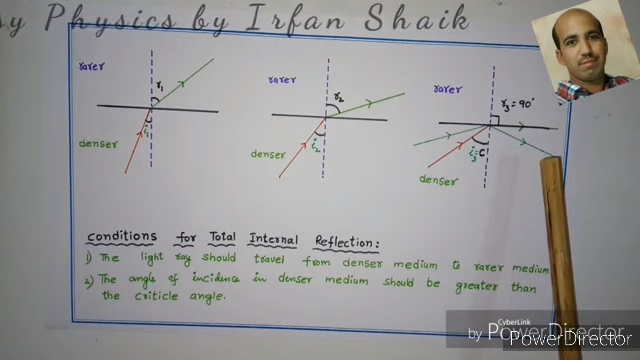 sy Physics by Irfan Shaik
rarer
r₁
i₁
denser
rarer
r₂
i₂
denser
rarer
r₃ = 90°
i₃=C
denser
conditions for Total Internal Reflection:
1) The light ray should travel from denser medium to rarer medium
2) The angle of incidence in denser medium should be greater than
the criticle angle.
by CyberLink PowerDirector
PowerDirector